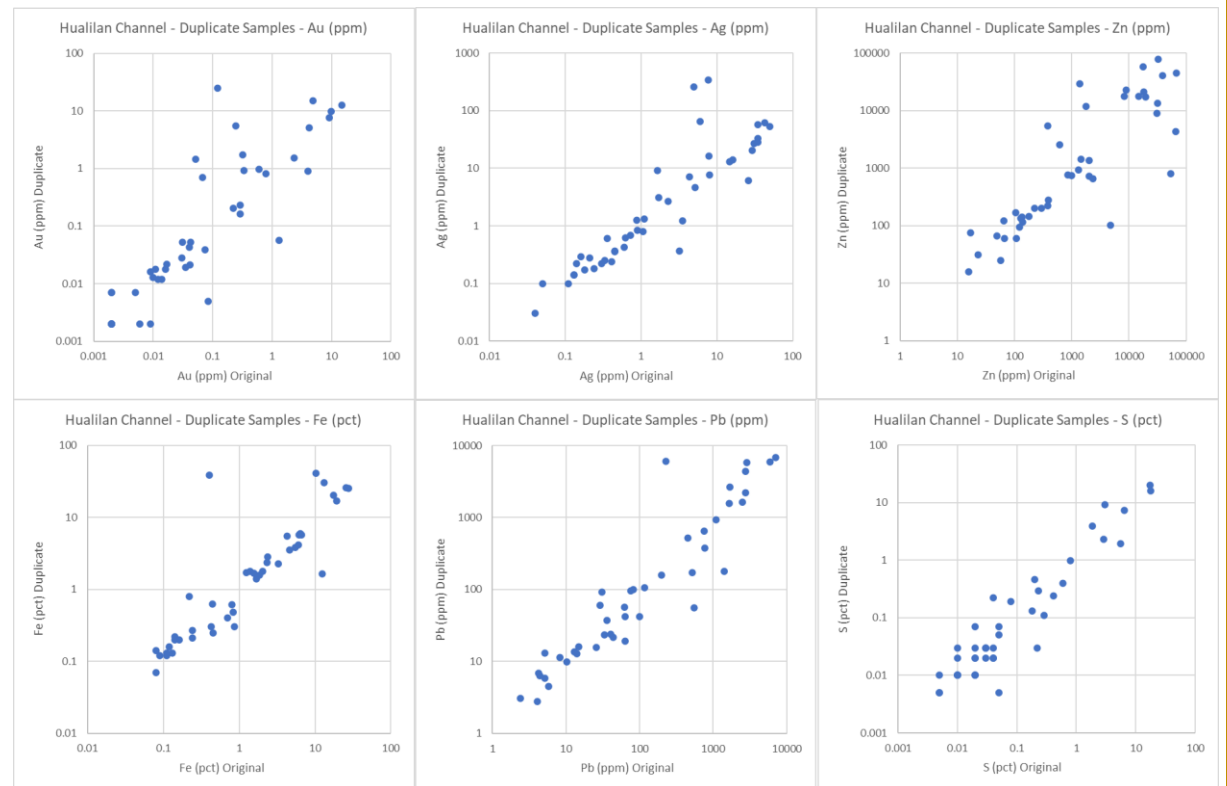 Hualilan Channel - Duplicate Samples - Au (ppm)
100
10
1
0.1
0.01
0.001
0.001 0.01 0.1 1 10 100
Au (ppm) Duplicate
Au (ppm) Original
Hualilan Channel - Duplicate Samples - Ag (ppm)
1000
100
10
1
0.1
0.01
0.01 0.1 1 10 100
Ag (ppm) Duplicate
Ag (ppm) Original
Hualilan Channel - Duplicate Samples - Zn (ppm)
100000
10000
1000
100
10
1
1 10 100 1000 10000 100000
Zn (ppm) Duplicate
Zn (ppm) Original
Hualilan Channel - Duplicate Samples - Fe (pct)
100
10
1
0.1
0.01
0.01 0.1 1 10 100
Fe (pct) Duplicate
Fe (pct) Original
Hualilan Channel - Duplicate Samples - Pb (ppm)
10000
1000
100
10
1
1 10 100 1000 10000
Pb (ppm) Duplicate
Pb (ppm) Original
Hualilan Channel - Duplicate Samples - S (pct)
100
10
1
0.1
0.01
0.001
0.001 0.01 0.1 1 10 100
S (pct) Duplicate
S (pct) Original